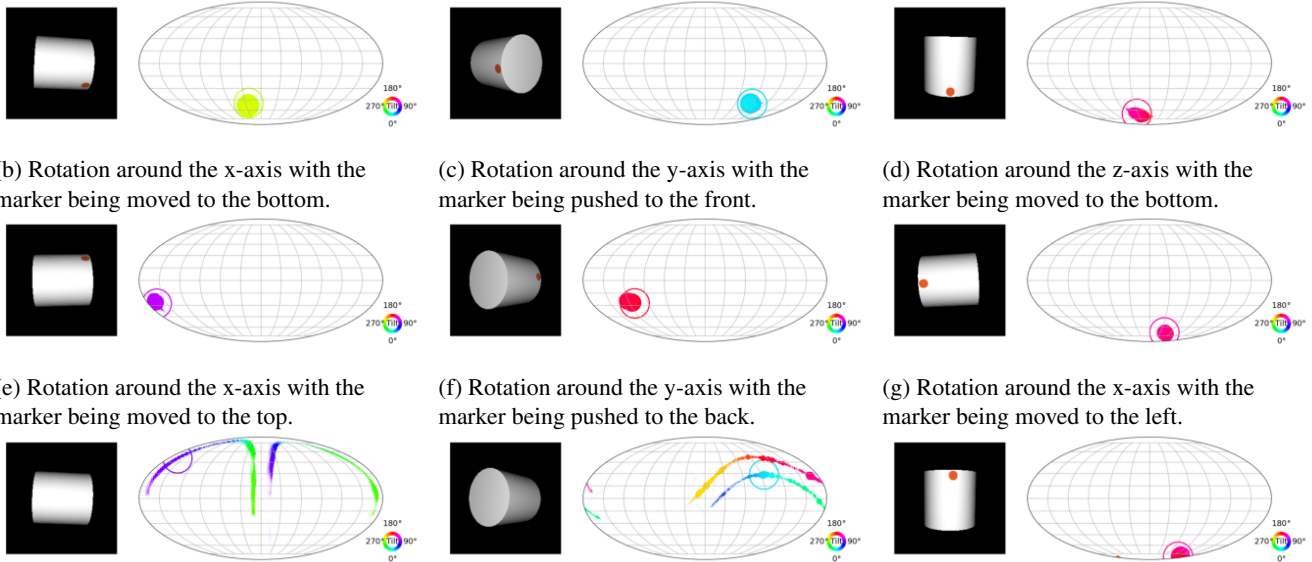 180°
270° Tilt 90°
0°
180°
270° Tilt 90°
0°
180°
270° Tilt 90°
0°
(b) Rotation around the x-axis with the
marker being moved to the bottom.
(c) Rotation around the y-axis with the
marker being pushed to the front.
(d) Rotation around the z-axis with the
marker being moved to the bottom.
180°
270° Tilt 90°
0°
180°
270° Tilt 90°
0°
180°
270° Tilt 90°
0°
(e) Rotation around the x-axis with the
marker being moved to the top.
(f) Rotation around the y-axis with the
marker being pushed to the back.
(g) Rotation around the x-axis with the
marker being moved to the left.
180°
270° Tilt 90°
0°
180°
270° Tilt 90°
0°
180°
270° Tilt 90°
0°